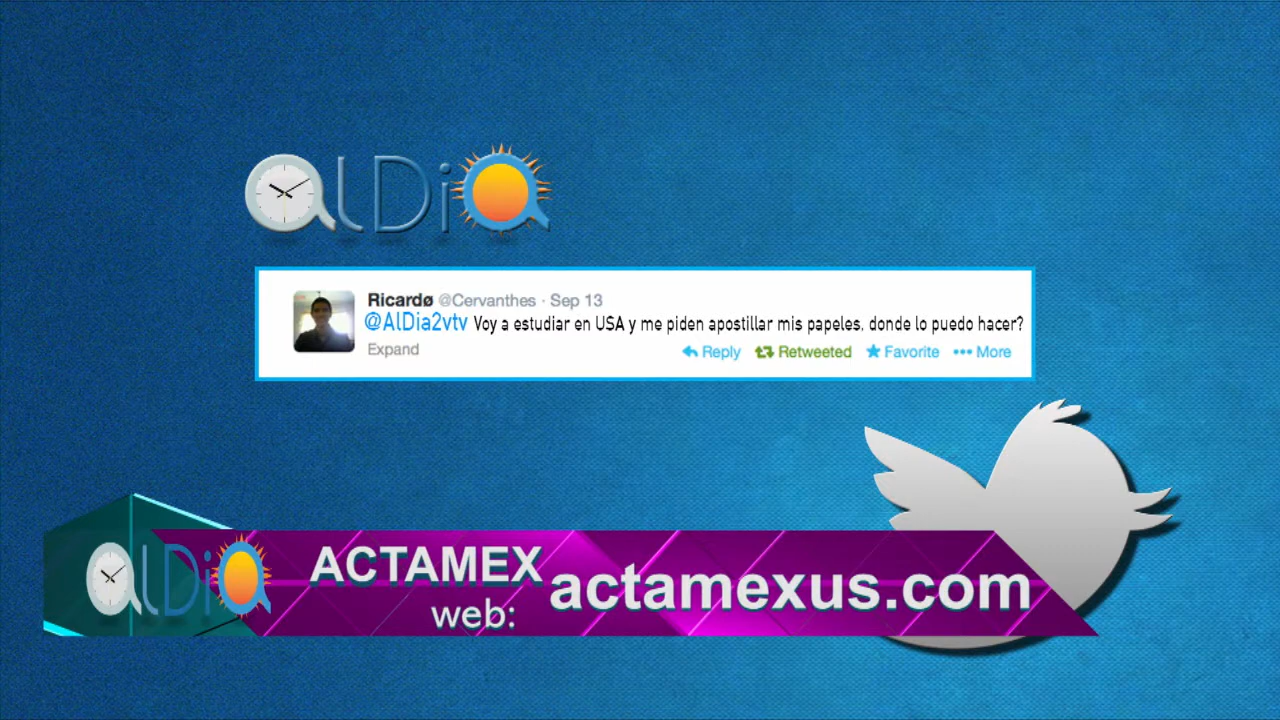 alDia
Ricardø @Cervanthes · Sep 13
@AlDia2vtv Voy a estudiar en USA y me piden apostillar mis papeles, donde lo puedo hacer?
Expand Reply Retweeted Favorite More
alDia
ACTAMEX
web: actamexus.com